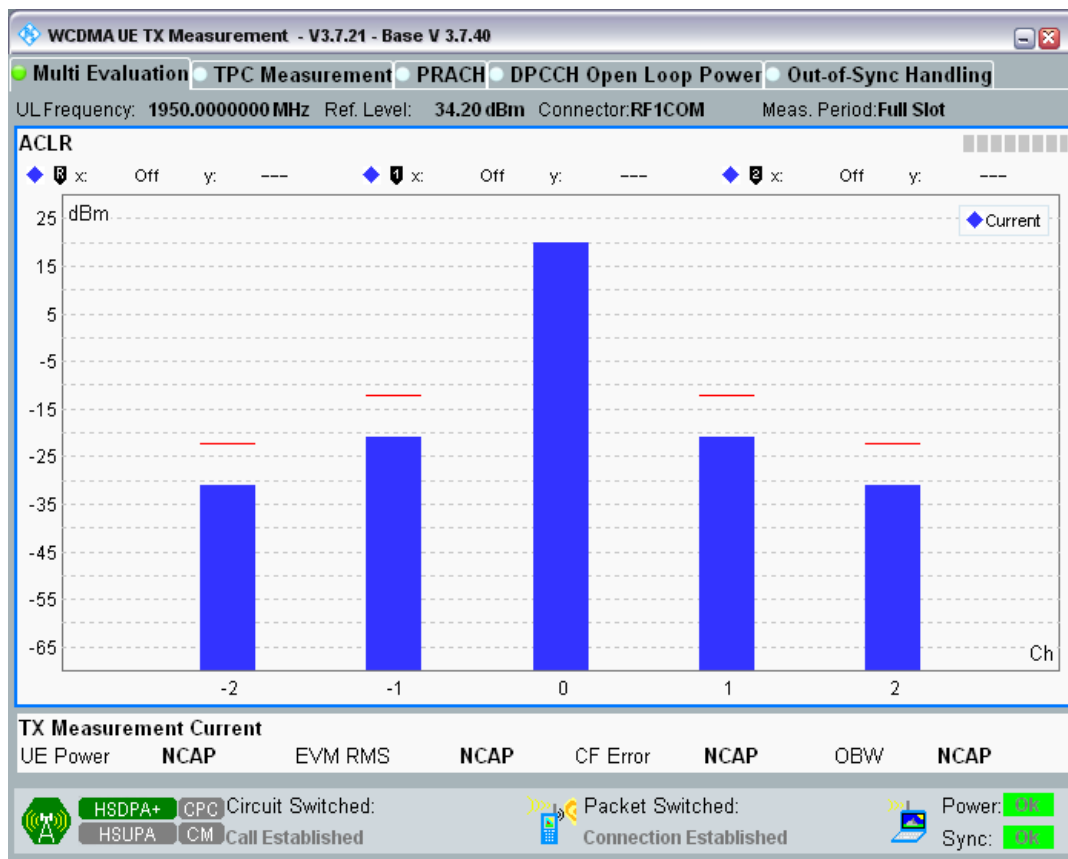 WCDMA UE TX Measurement - V3.7.21 - Base V 3.7.40
Multi Evaluation TPC Measurement PRACH DPCCH Open Loop Power Out-of-Sync Handling
UL Frequency: 1950.0000000 MHz Ref. Level: 34.20 dBm Connector:RF1COM Meas. Period:Full Slot
ACLR
R x: Off y: --- 1 x: Off y: --- 2 x: Off y: ---
25 dBm
Current
15
5
-5
-15
-25
-35
-45
-55
-65
Ch
-2 -1 0 1 2
TX Measurement Current
UE Power NCAP EVM RMS NCAP CF Error NCAP OBW NCAP
HSDPA+ CPC Circuit Switched: Packet Switched: Power: OK
HSUPA CM Call Established Connection Established Sync: OK